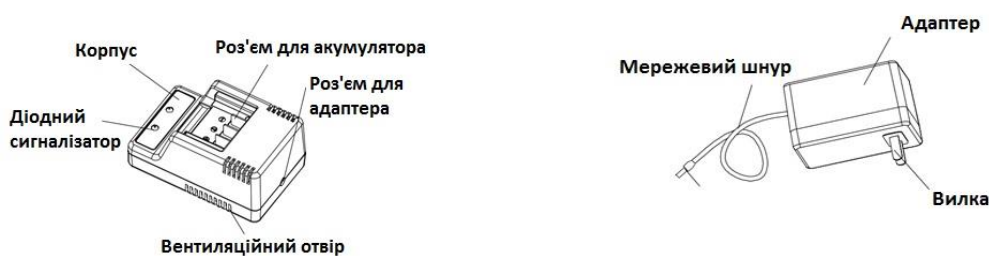 Корпус
Роз'єм для акумулятора
Роз'єм для
адаптера
Діодний
сигналізатор
Вентиляційний отвір
Адаптер
Мережевий шнур
Вилка